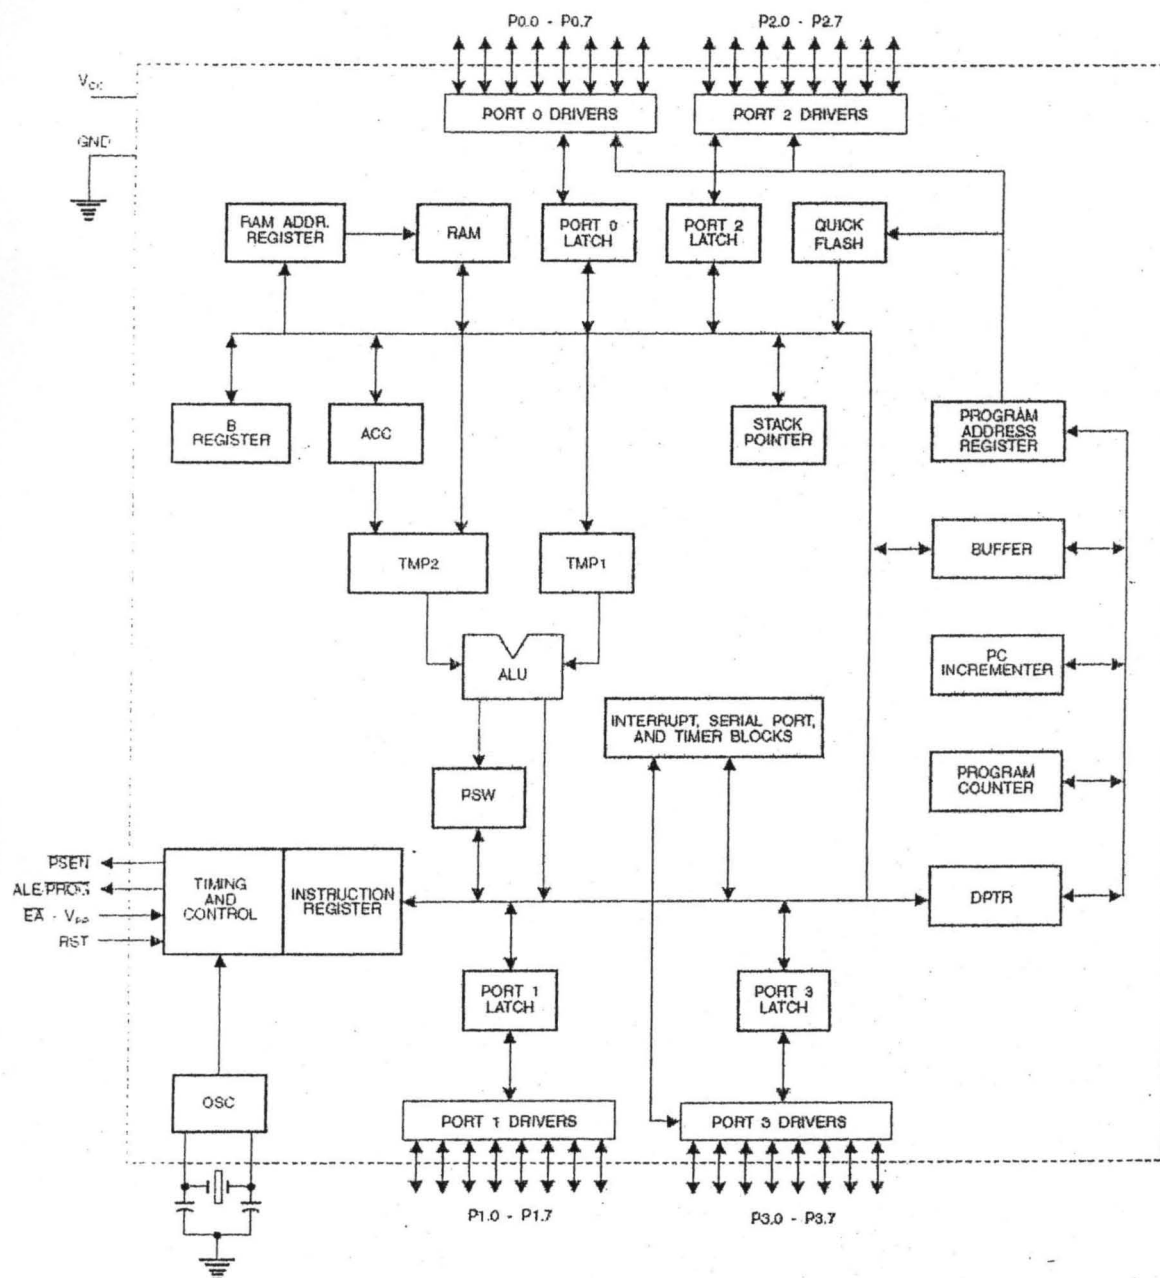 P0.0 - P0.7
P2.0 - P2.7
VCC
GND
PORT 0 DRIVERS
PORT 2 DRIVERS
RAM ADDR.
REGISTER
RAM
PORT 0
LATCH
PORT 2
LATCH
QUICK
FLASH
B
REGISTER
ACC
STACK
POINTER
PROGRAM
ADDRESS
REGISTER
TMP2
TMP1
BUFFER
ALU
PC
INCREMENTER
INTERRUPT, SERIAL PORT,
AND TIMER BLOCKS
PSW
PROGRAM
COUNTER
PSEN
ALE/PROG
EA - VPP
RST
TIMING
AND
CONTROL
INSTRUCTION
REGISTER
DPTR
PORT 1
LATCH
PORT 3
LATCH
OSC
PORT 1 DRIVERS
PORT 3 DRIVERS
P1.0 - P1.7
P3.0 - P3.7